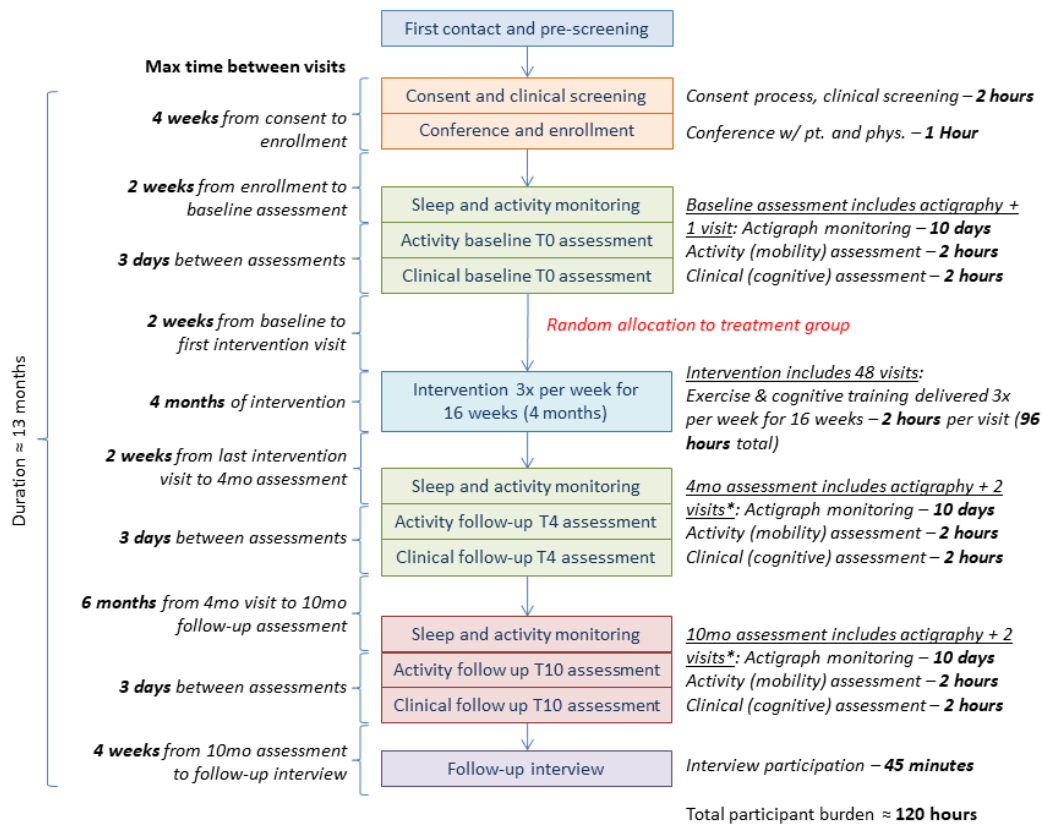 First contact and pre-screening
Max time between visits
Duration ≈ 13 months
4 weeks from consent to
enrollment
Consent and clinical screening
Conference and enrollment
Consent process, clinical screening – 2 hours
Conference w/ pt. and phys. – 1 Hour
2 weeks from enrollment to
baseline assessment
3 days between assessments
Sleep and activity monitoring
Activity baseline T0 assessment
Clinical baseline T0 assessment
Baseline assessment includes actigraphy +
1 visit: Actigraph monitoring – 10 days
Activity (mobility) assessment – 2 hours
Clinical (cognitive) assessment – 2 hours
2 weeks from baseline to
first intervention visit
Random allocation to treatment group
4 months of intervention
Intervention 3x per week for
16 weeks (4 months)
Intervention includes 48 visits:
Exercise & cognitive training delivered 3x
per week for 16 weeks – 2 hours per visit (96
hours total)
2 weeks from last intervention
visit to 4mo assessment
3 days between assessments
Sleep and activity monitoring
Activity follow-up T4 assessment
Clinical follow-up T4 assessment
4mo assessment includes actigraphy + 2
visits*: Actigraph monitoring – 10 days
Activity (mobility) assessment – 2 hours
Clinical (cognitive) assessment – 2 hours
6 months from 4mo visit to 10mo
follow-up assessment
3 days between assessments
Sleep and activity monitoring
Activity follow up T10 assessment
Clinical follow up T10 assessment
10mo assessment includes actigraphy + 2
visits*: Actigraph monitoring – 10 days
Activity (mobility) assessment – 2 hours
Clinical (cognitive) assessment – 2 hours
4 weeks from 10mo assessment
to follow-up interview
Follow-up interview
Interview participation – 45 minutes
Total participant burden ≈ 120 hours